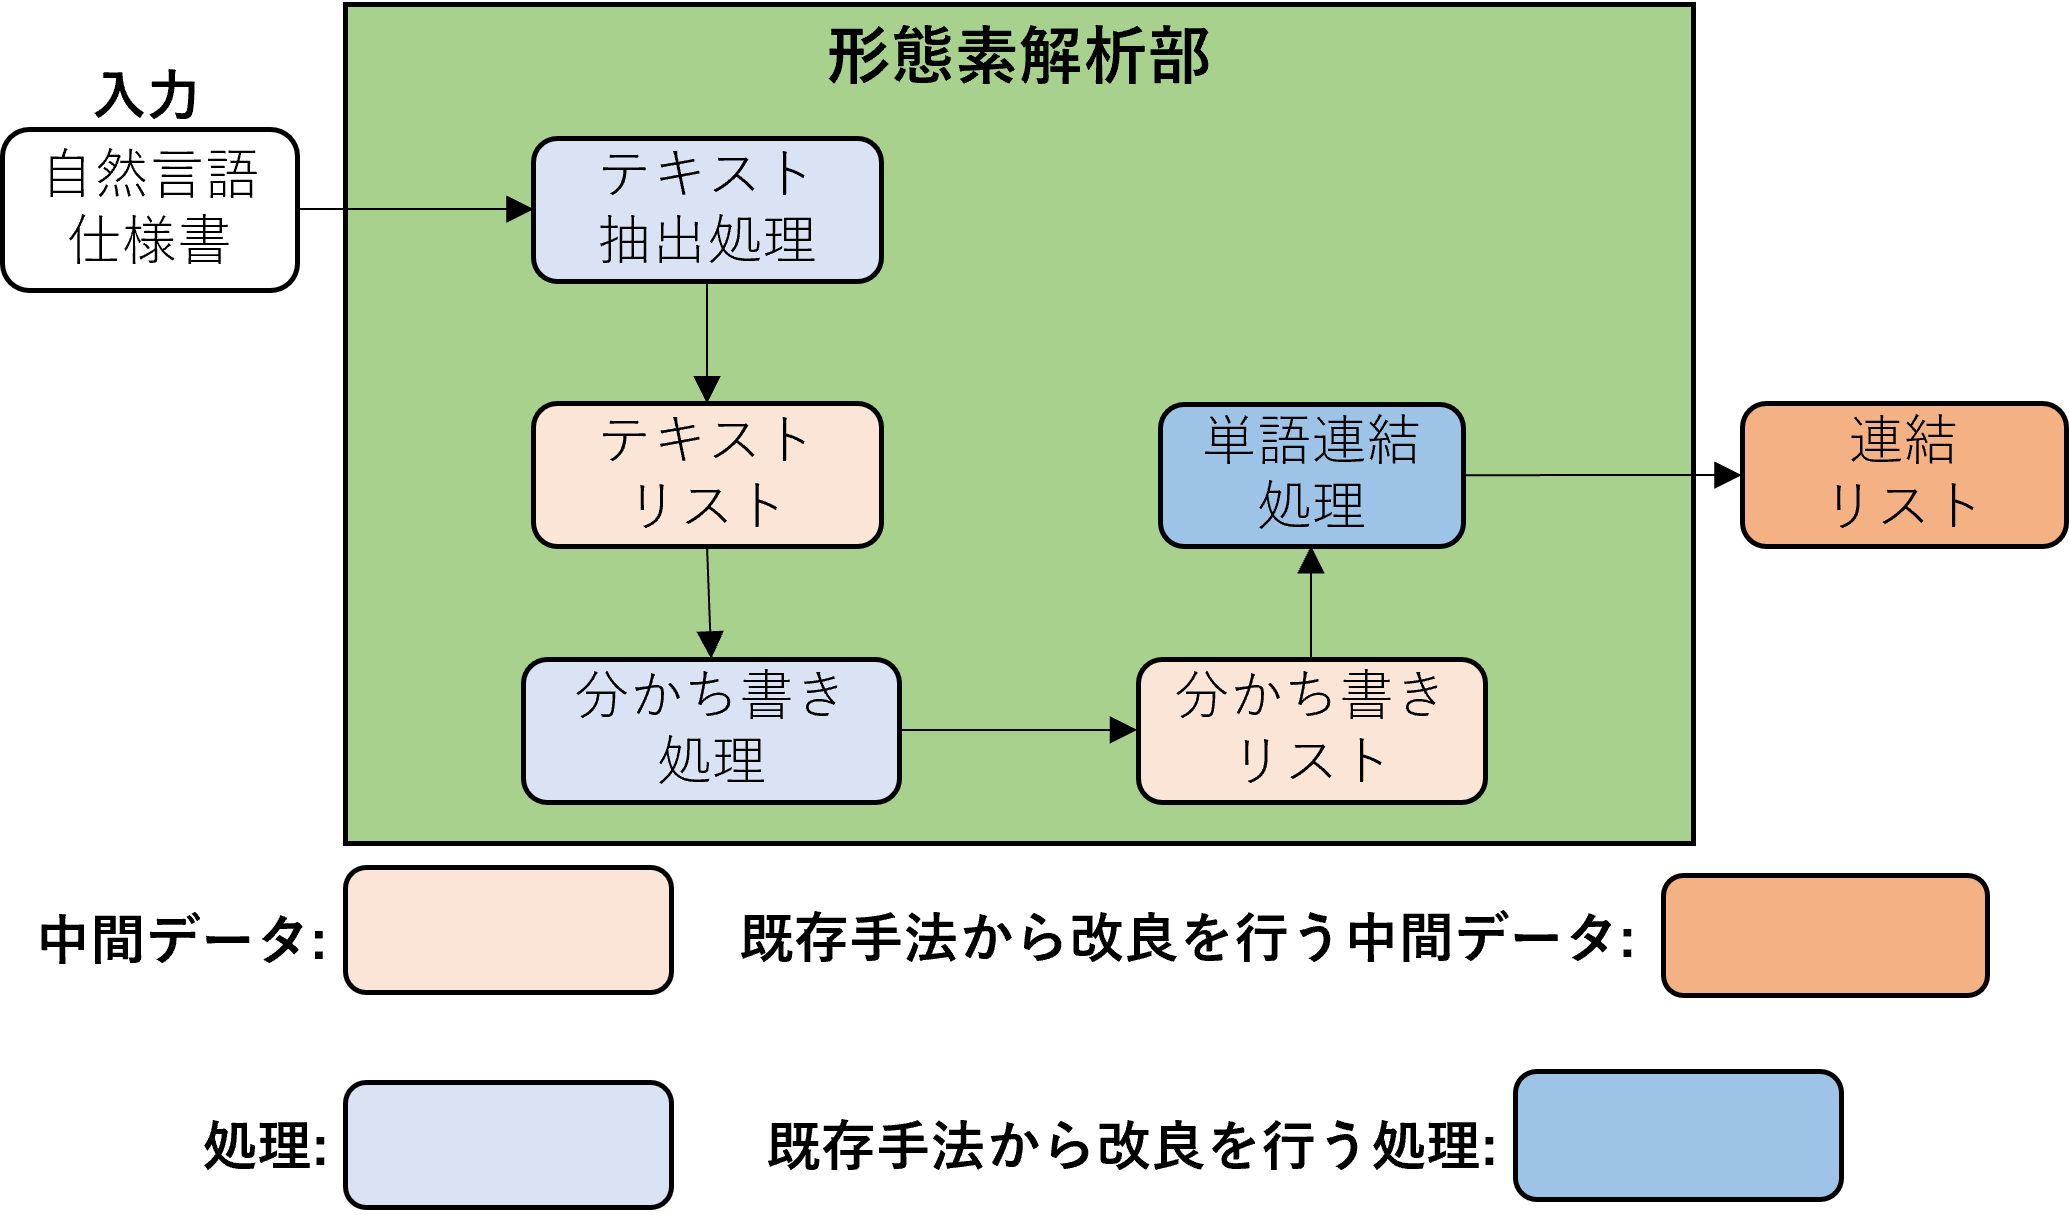 形態素解析部
入力
自然言語
仕様書
テキスト
抽出処理
テキスト
リスト
分かち書き
処理
分かち書き
リスト
単語連結
処理
連結
リスト
中間データ:
既存手法から改良を行う中間データ:
処理:
既存手法から改良を行う処理: